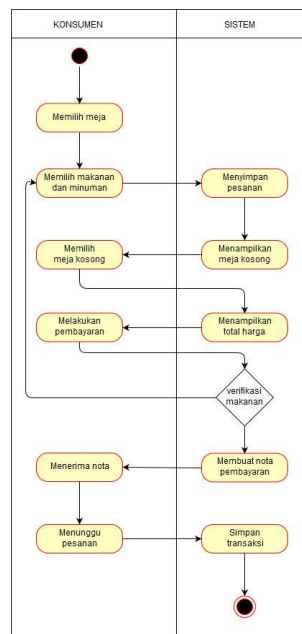 KONSUMEN
SISTEM
Memilih meja
Memilih makanan
dan minuman
Menyimpan
pesanan
Memilih
meja kosong
Menampilkan
meja kosong
Melakukan
pembayaran
Menampilkan
total harga
verifikasi
makanan
Menerima nota
Membuat nota
pembayaran
Menunggu
pesanan
Simpan
transaksi